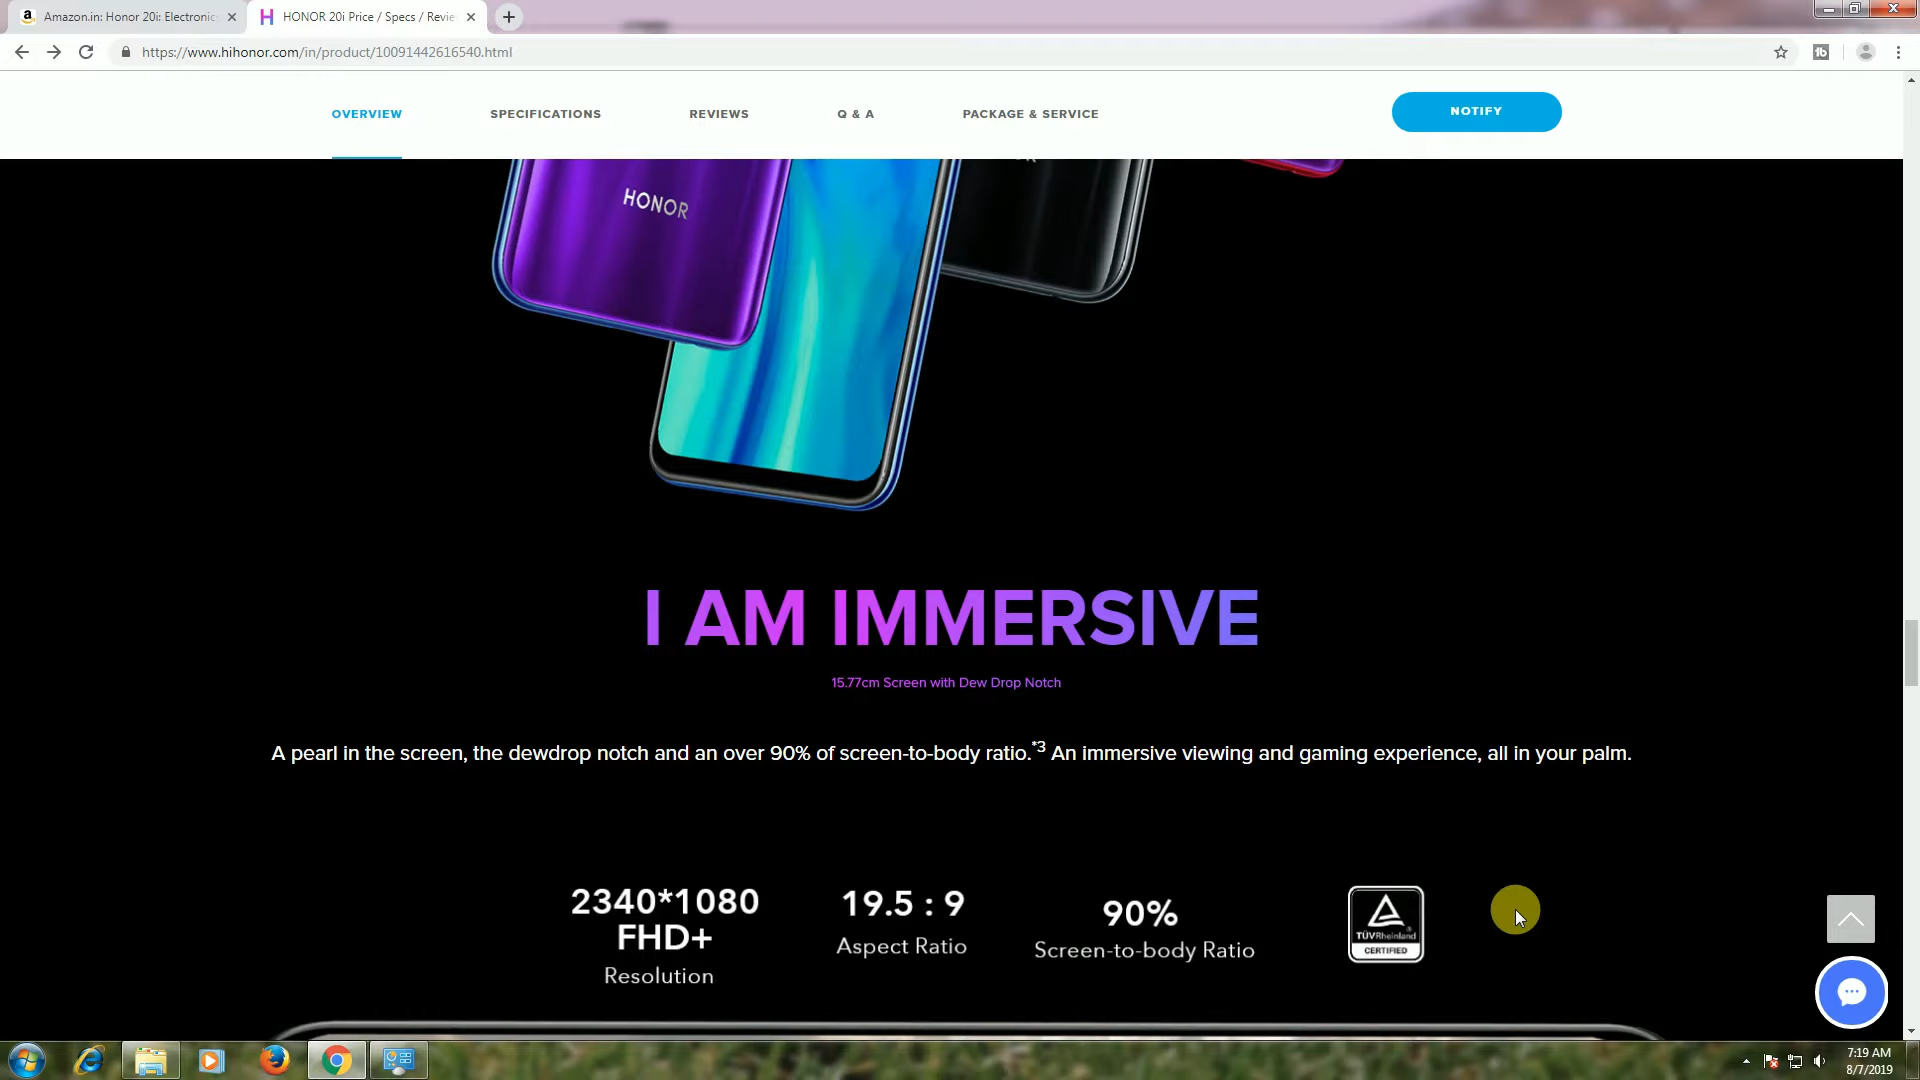 Amazon.in: Honor 20i: Electronic
HONOR 20i Price / Specs / Revie
https://www.hihonor.com/in/product/10091442616540.html
OVERVIEW
SPECIFICATIONS
REVIEWS
Q & A
PACKAGE & SERVICE
NOTIFY
HONOR
I AM IMMERSIVE
15.77cm Screen with Dew Drop Notch
A pearl in the screen, the dewdrop notch and an over 90% of screen-to-body ratio.*3 An immersive viewing and gaming experience, all in your palm.
2340*1080
FHD+
Resolution
19.5 : 9
Aspect Ratio
90%
Screen-to-body Ratio
TÜVRheinland®
CERTIFIED
7:19 AM
8/7/2019